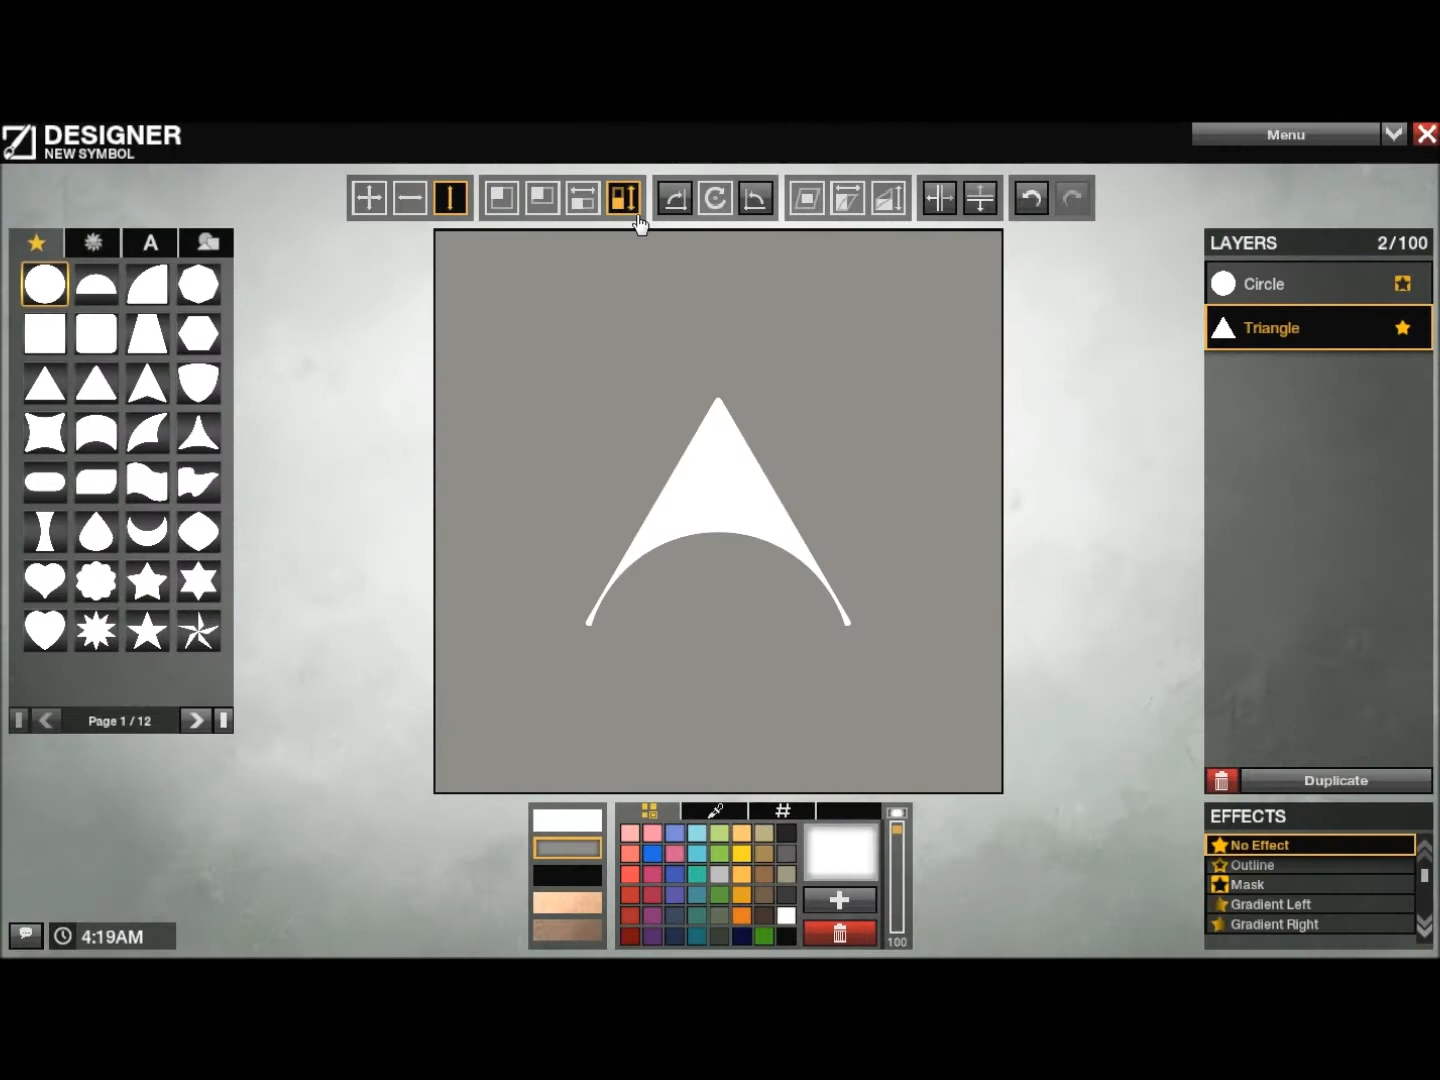 DESIGNER
NEW SYMBOL
Menu
A
LAYERS 2/100
Circle
Triangle
Page 1 / 12
Duplicate
EFFECTS
No Effect
Outline
Mask
Gradient Left
Gradient Right
#
100
4:19AM